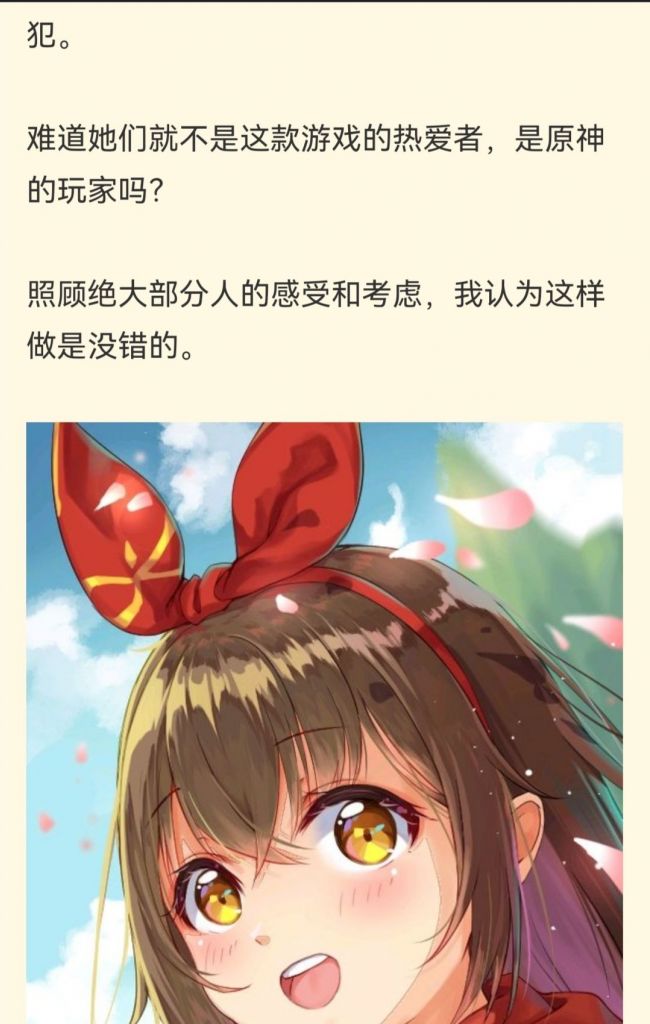 犯。
难道她们就不是这款游戏的热爱者，是原神
的玩家吗？
照顾绝大部分人的感受和考虑，我认为这样
做是没错的。